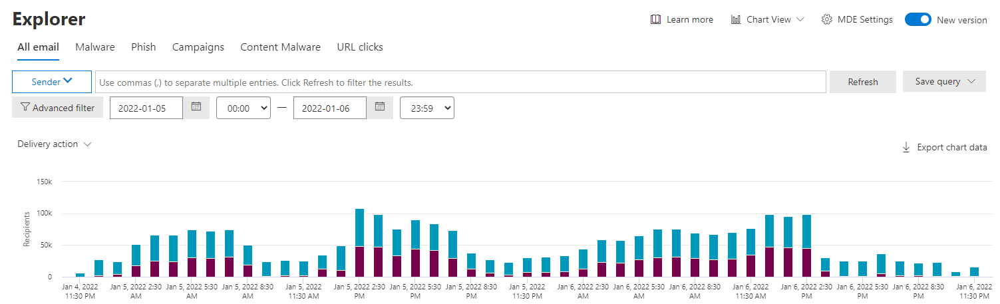 Explorer
Learn more
Chart View
MDE Settings
New version
All email
Malware
Phish
Campaigns
Content Malware
URL clicks
Sender
Use commas (,) to separate multiple entries. Click Refresh to filter the results.
Refresh
Save query
Advanced filter
2022-01-05
00:00
—
2022-01-06
23:59
Delivery action
Export chart data
150k
100k
50k
0
Recipients
Jan 4, 2022
11:30 PM
Jan 5, 2022 2:30
AM
Jan 5, 2022 5:30
AM
Jan 5, 2022 8:30
AM
Jan 5, 2022
11:30 AM
Jan 5, 2022 2:30
PM
Jan 5, 2022 5:30
PM
Jan 5, 2022 8:30
PM
Jan 5, 2022
11:30 PM
Jan 6, 2022 2:30
AM
Jan 6, 2022 5:30
AM
Jan 6, 2022 8:30
AM
Jan 6, 2022
11:30 AM
Jan 6, 2022 2:30
PM
Jan 6, 2022 5:30
PM
Jan 6, 2022 8:30
PM
Jan 6, 2022
11:30 PM